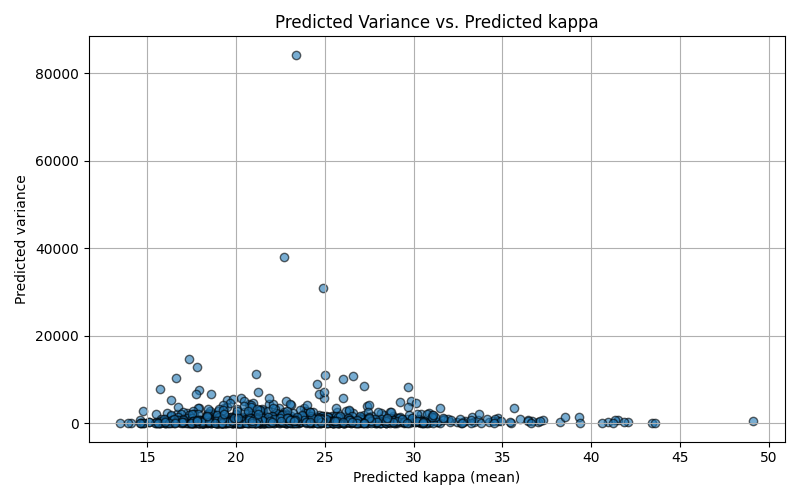 Predicted Variance vs. Predicted kappa
Predicted variance
80000
60000
40000
20000
0
15 20 25 30 35 40 45 50
Predicted kappa (mean)